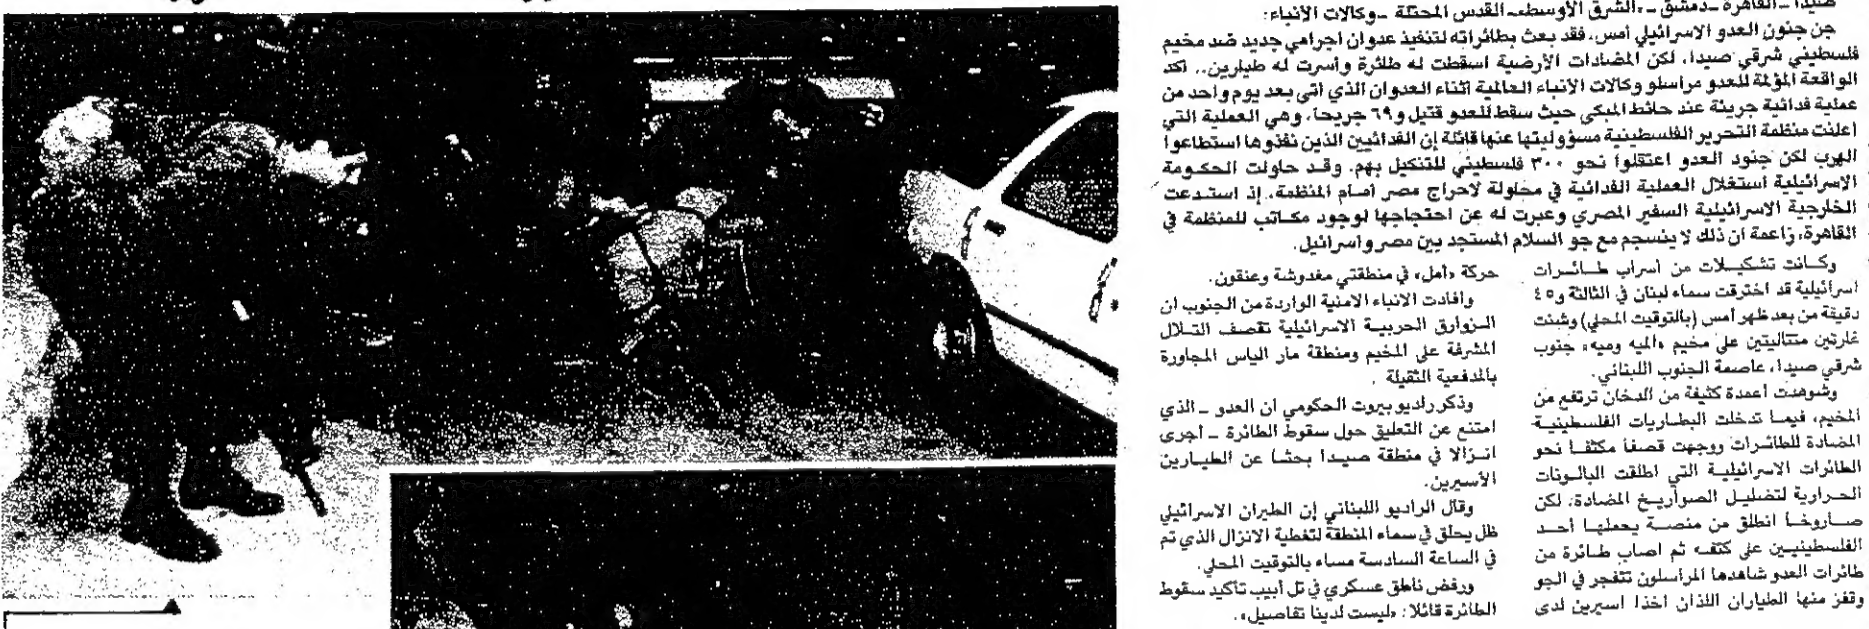 صيدا ـ القاهرة ـ دمشق ـ «الشرق الأوسط» ـ القدس المحتلة ـ وكالات الأنباء:
جن جنون العدو الاسرائيلي أمس، فقد بعث بطائراته لتنفيذ عدوان اجرامي جديد ضد مخيم
فلسطيني شرقي صيدا، لكن المضادات الأرضية اسقطت له طائرة وأسرت له طيارين.. أكد
الواقعة المؤلمة للعدو مراسلو وكالات الأنباء العالمية اثناء العدوان الذي أتى بعد يوم واحد من
عملية فدائية جريئة عند حائط المبكى حيث سقط للعدو قتيل و٦٩ جريحا، وهي العملية التي
أعلنت منظمة التحرير الفلسطينية مسؤوليتها عنها قائلة إن الفدائيين الذين نفذوها استطاعوا
الهرب لكن جنود العدو اعتقلوا نحو ٣٠٠ فلسطيني للتنكيل بهم. وقد حاولت الحكومة
الاسرائيلية استغلال العملية الفدائية في محاولة لاحراج مصر أمام المنظمة، إذ استدعت
الخارجية الاسرائيلية السفير المصري وعبرت له عن احتجاجها لوجود مكاتب للمنظمة في
القاهرة، زاعمة ان ذلك لا ينسجم مع جو السلام المستجد بين مصر وإسرائيل.
وكانت تشكيلات من أسراب طائرات
اسرائيلية قد اخترقت سماء لبنان في الثالثة و٤٥
دقيقة من بعد ظهر أمس (بالتوقيت المحلي) وشنت
غارتين متتاليتين على مخيم «الميه وميه» جنوب
شرقي صيدا، عاصمة الجنوب اللبناني.
وشوهدت أعمدة كثيفة من الدخان ترتفع من
المخيم، فيما تدخلت البطاريات الفلسطينية
المضادة للطائرات ووجهت قصفا مكثفا نحو
الطائرات الاسرائيلية التي اطلقت البالونات
الحرارية لتضليل الصواريخ المضادة، لكن
صاروخا انطلق من منصة يحملها أحد
الفلسطينيين على كتفه ثم اصاب طائرة من
طائرات العدو شاهدها المراسلون تتفجر في الجو
وقفز منها الطياران اللذان أخذا اسيرين لدى
حركة «أمل» في منطقتي مغدوشة وعنقون.
وأفادت الانباء الامنية الواردة من الجنوب ان
الزوارق الحربية الاسرائيلية تقصف التلال
المشرفة على المخيم ومنطقة مار الياس المجاورة
بالمدفعية الثقيلة.
وذكر راديو بيروت الحكومي أن العدو ـ الذي
امتنع عن التعليق حول سقوط الطائرة ـ أجرى
انزالا في منطقة صيدا بحثا عن الطيارين
الأسيرين.
وقال الراديو اللبناني إن الطيران الاسرائيلي
ظل يحلق في سماء المنطقة لتغطية الانزال الذي تم
في الساعة السادسة مساء بالتوقيت المحلي.
ورفض ناطق عسكري في تل أبيب تأكيد سقوط
الطائرة قائلا: «ليست لدينا تفاصيل».